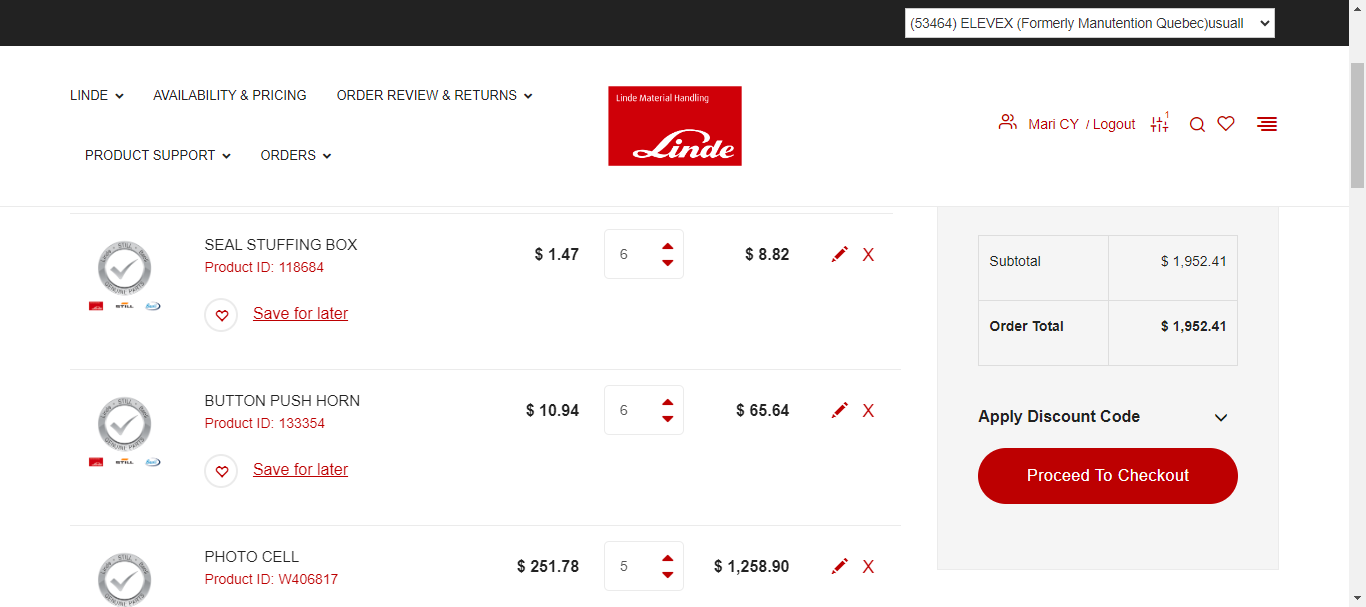 (53464) ELEVEX (Formerly Manutention Quebec)usuall
LINDE
AVAILABILITY & PRICING
ORDER REVIEW & RETURNS
PRODUCT SUPPORT
ORDERS
Linde Material Handling
Linde
Mari CY / Logout
1
SEAL STUFFING BOX
Product ID: 118684
$ 1.47
6
$ 8.82
X
Save for later
BUTTON PUSH HORN
Product ID: 133354
$ 10.94
6
$ 65.64
X
Save for later
PHOTO CELL
Product ID: W406817
$ 251.78
5
$ 1,258.90
X
Subtotal $ 1,952.41
Order Total $ 1,952.41
Apply Discount Code
Proceed To Checkout